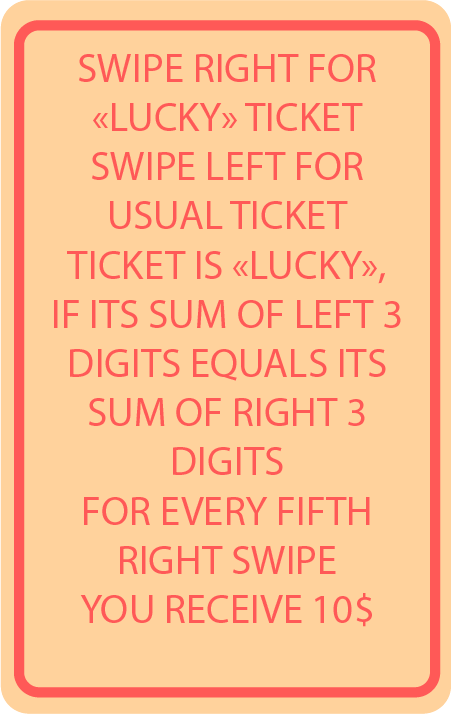 SWIPE RIGHT FOR
«LUCKY» TICKET
SWIPE LEFT FOR
USUAL TICKET
TICKET IS «LUCKY»,
IF ITS SUM OF LEFT 3
DIGITS EQUALS ITS
SUM OF RIGHT 3
DIGITS
FOR EVERY FIFTH
RIGHT SWIPE
YOU RECEIVE 10$